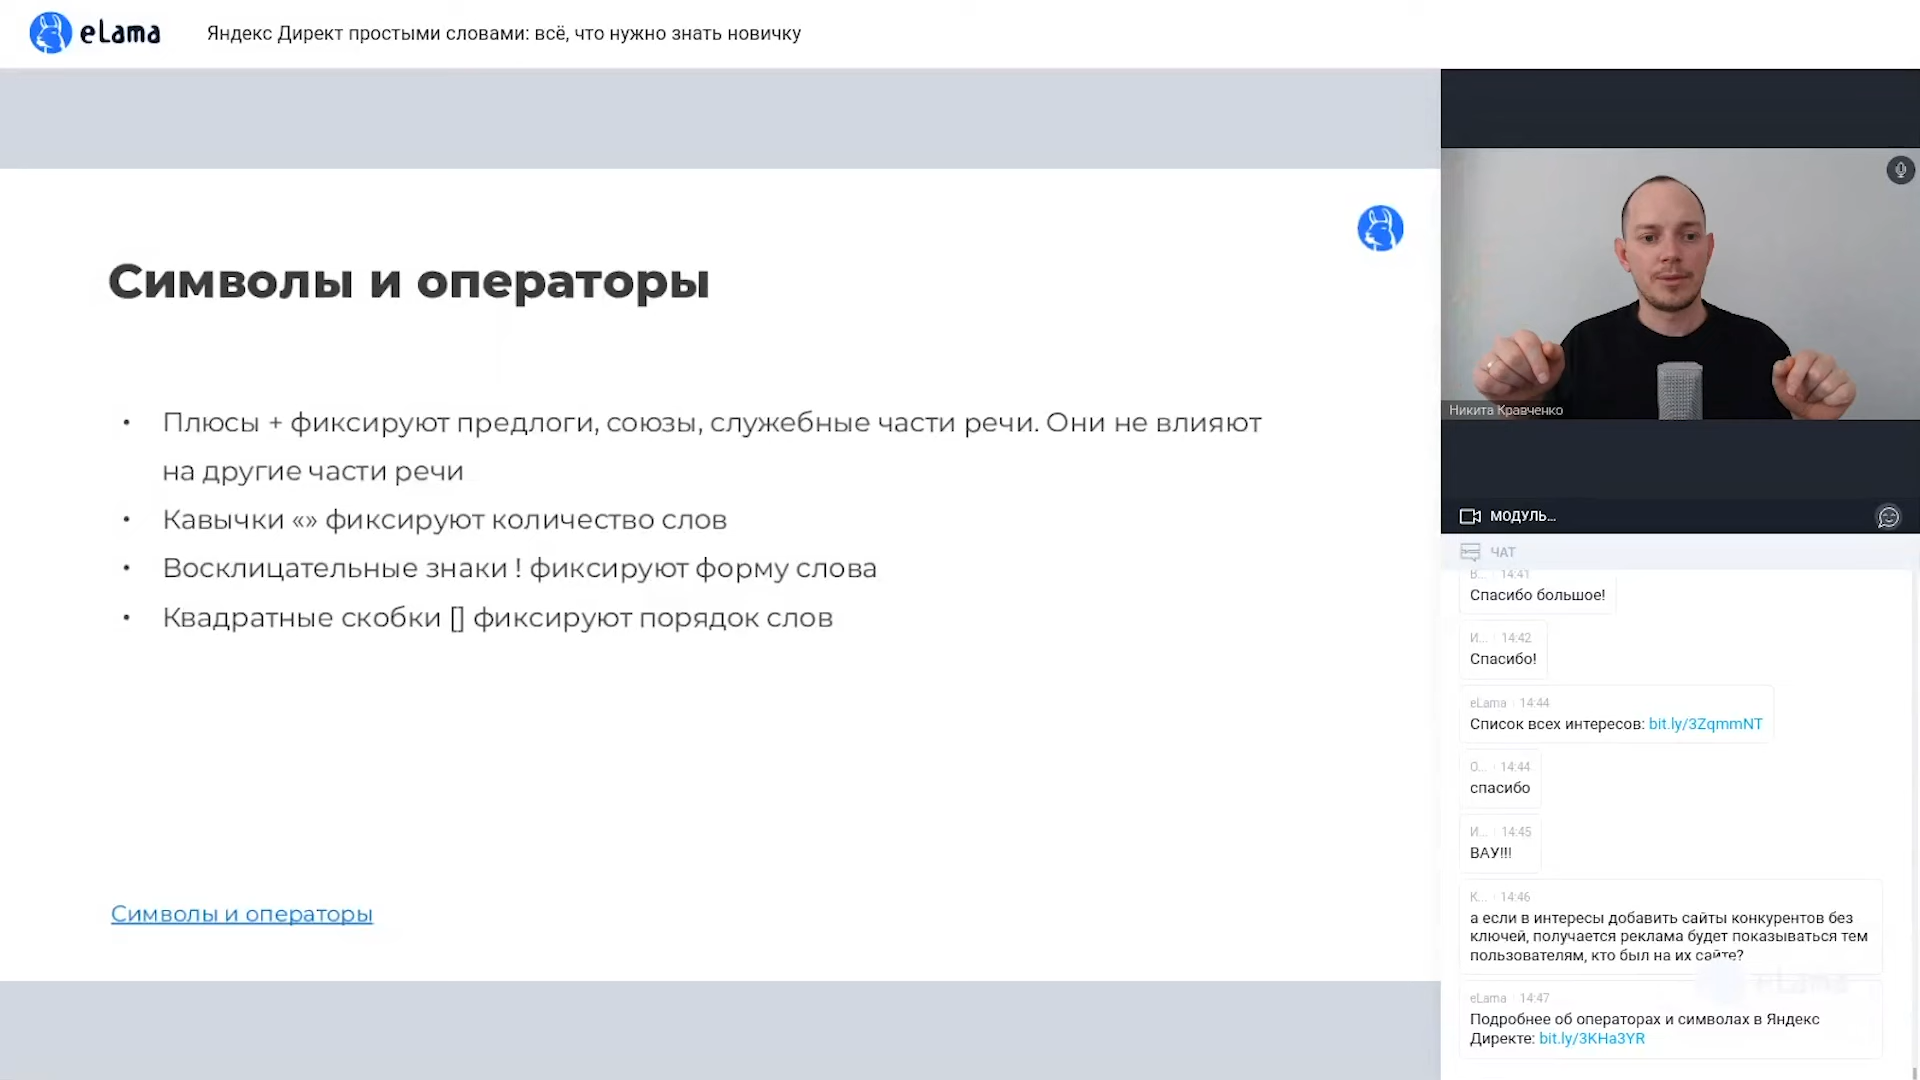 eLama
Яндекс Директ простыми словами: всё, что нужно знать новичку
Символы и операторы
• Плюсы + фиксируют предлоги, союзы, служебные части речи. Они не влияют
на другие части речи
• Кавычки «» фиксируют количество слов
• Восклицательные знаки ! фиксируют форму слова
• Квадратные скобки [] фиксируют порядок слов
Символы и операторы
Никита Кравченко
МОДУЛЬ...
ЧАТ
В... 14:41
Спасибо большое!
И... 14:42
Спасибо!
eLama 14:44
Список всех интересов: bit.ly/3ZqmmNT
О... 14:44
спасибо
И... 14:45
ВАУ!!!
К... 14:46
а если в интересы добавить сайты конкурентов без
ключей, получается реклама будет показываться тем
пользователям, кто был на их сайте?
eLama
eLama 14:47
Подробнее об операторах и символах в Яндекс
Директе: bit.ly/3KHa3YR